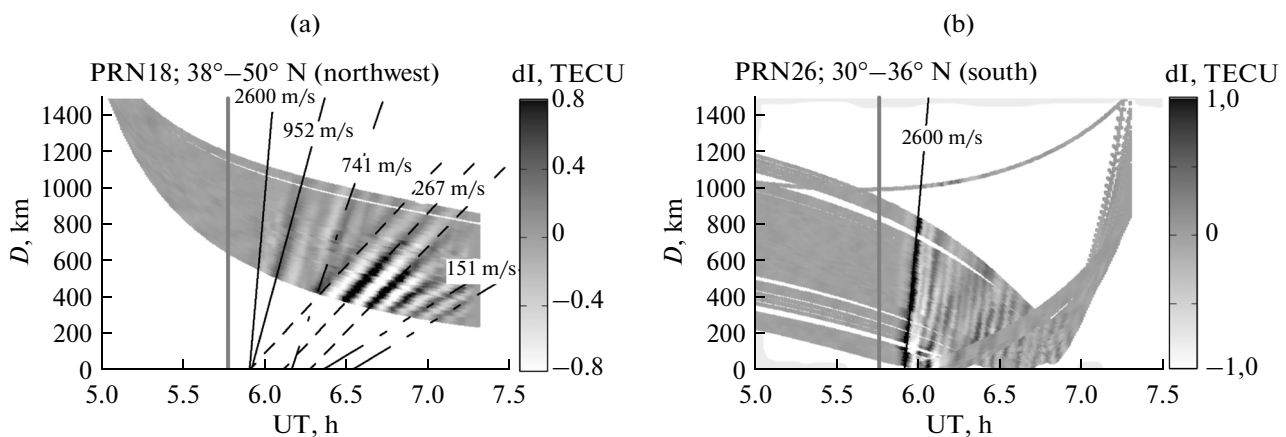 (a)
PRN18; 38°–50° N (northwest)
dI, TECU
2600 m/s
952 m/s
741 m/s
267 m/s
151 m/s
1400
1200
1000
800
600
400
200
0
D, km
5.0 5.5 6.0 6.5 7.0 7.5
UT, h
0.8
0.4
0
−0.4
−0.8
(b)
PRN26; 30°–36° N (south)
dI, TECU
2600 m/s
1400
1200
1000
800
600
400
200
0
D, km
5.0 5.5 6.0 6.5 7.0 7.5
UT, h
1,0
0
−1,0